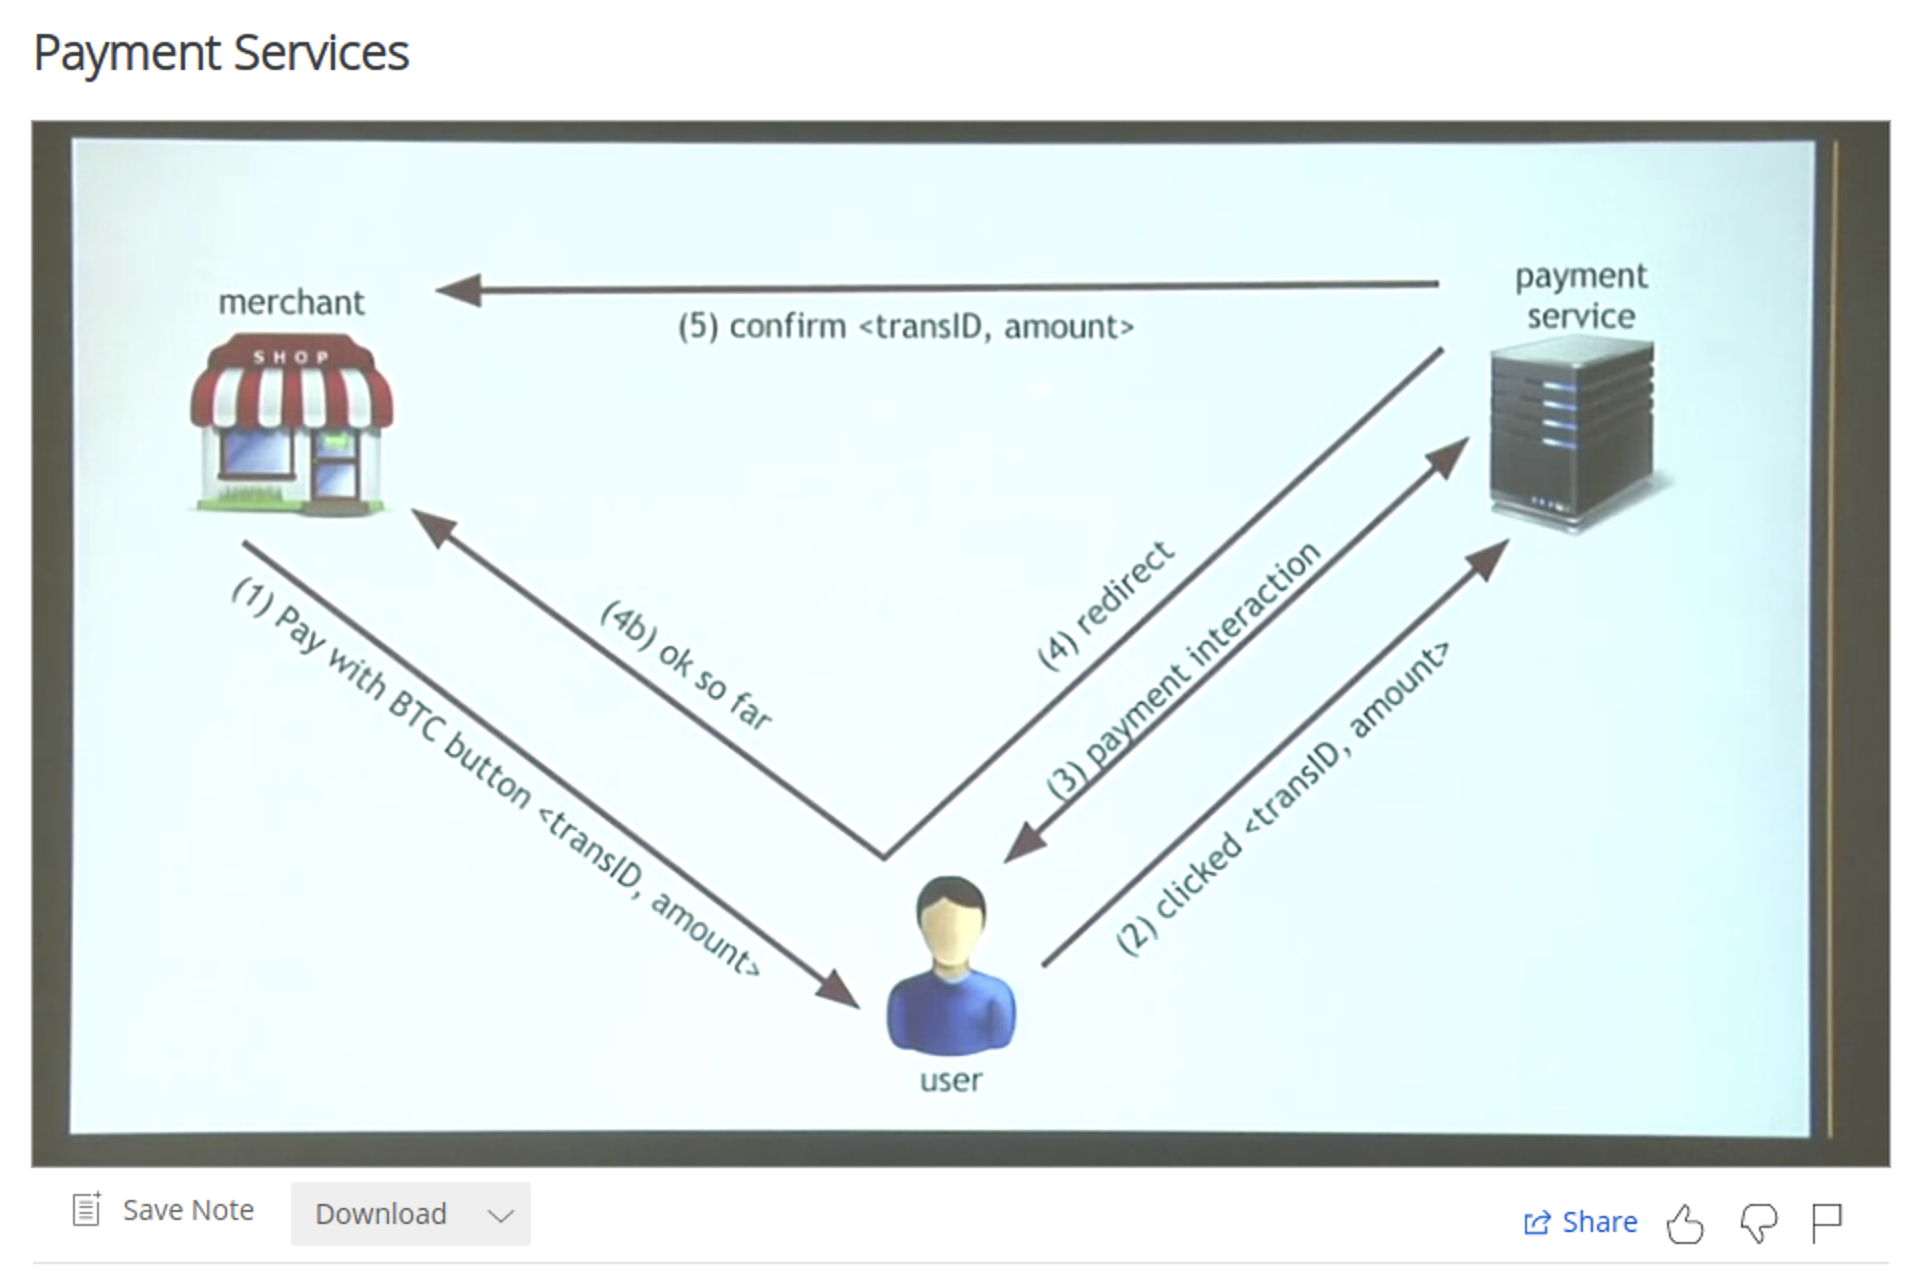 Payment Services
merchant
SHOP
payment
service
(5) confirm <transID, amount>
(4) redirect
(3) payment interaction
(2) clicked <transID, amount>
(4b) ok so far
(1) Pay with BTC button <transID, amount>
user
Save Note
Download
Share